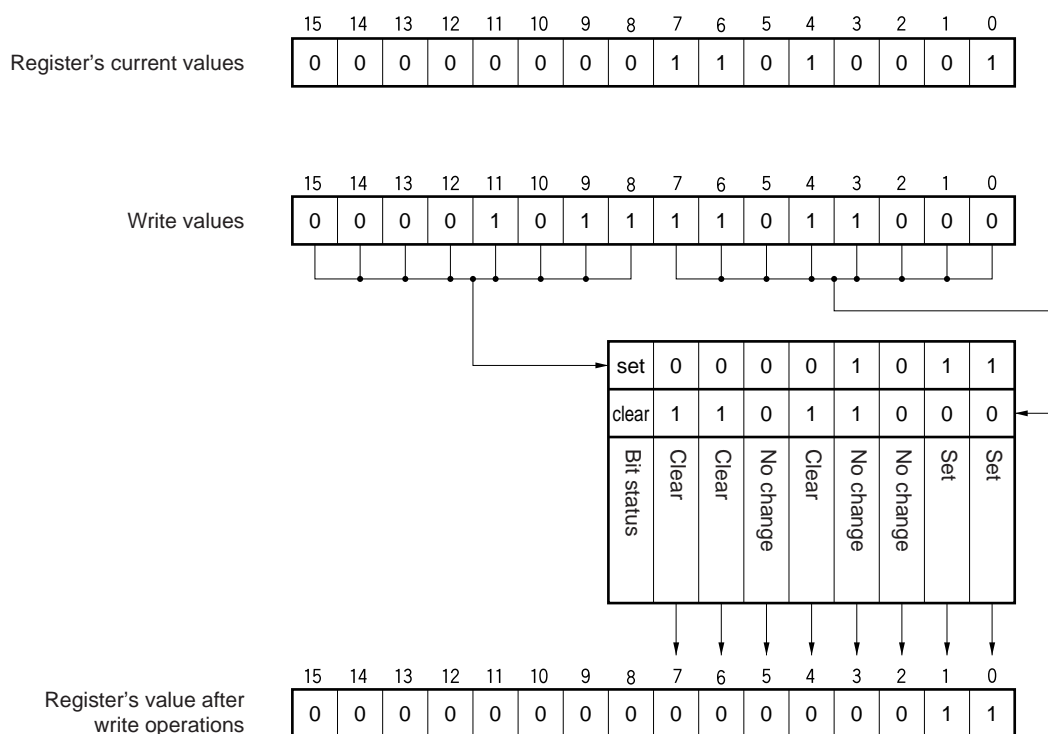 15 14 13 12 11 10 9 8 7 6 5 4 3 2 1 0
Register's current values 0 0 0 0 0 0 0 0 1 1 0 1 0 0 0 1
15 14 13 12 11 10 9 8 7 6 5 4 3 2 1 0
Write values 0 0 0 0 1 0 1 1 1 1 0 1 1 0 0 0
set 0 0 0 0 1 0 1 1
clear 1 1 0 1 1 0 0 0
Bit status Clear Clear No change Clear No change No change Set Set
15 14 13 12 11 10 9 8 7 6 5 4 3 2 1 0
Register's value after
write operations 0 0 0 0 0 0 0 0 0 0 0 0 0 0 1 1